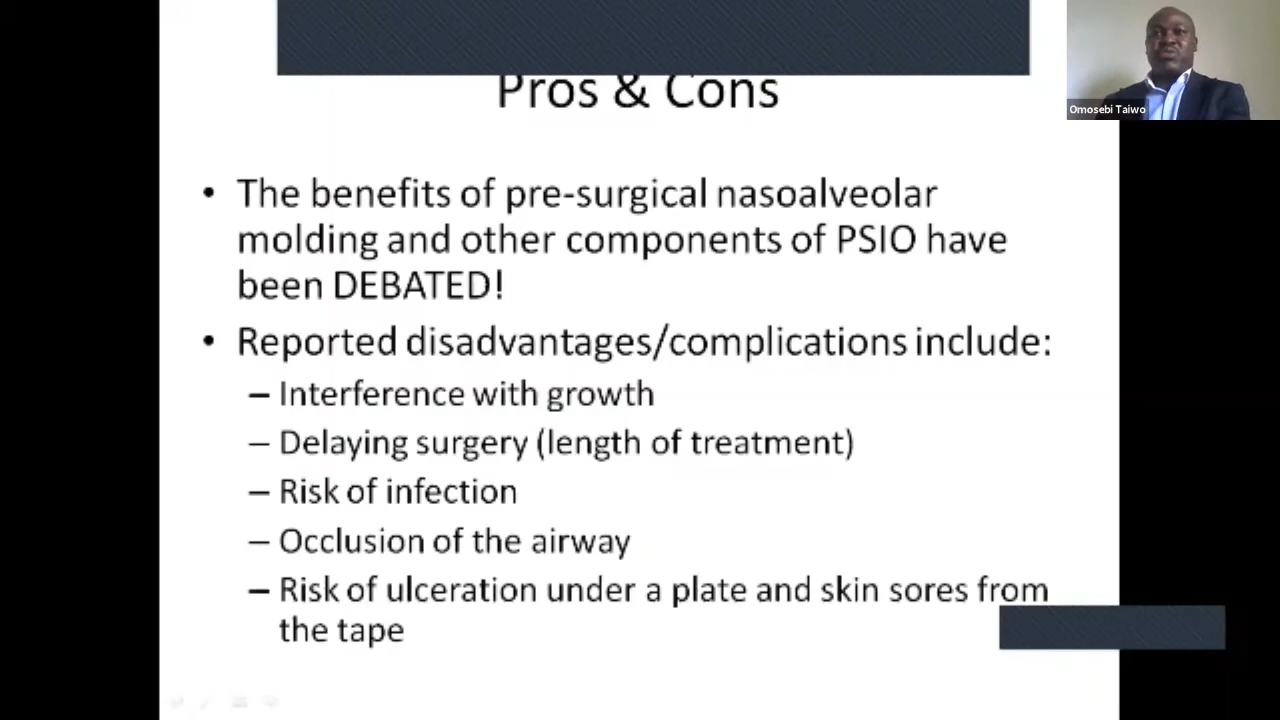 Pros & Cons
Omosebi Taiwo
• The benefits of pre-surgical nasoalveolar
molding and other components of PSIO have
been DEBATED!
• Reported disadvantages/complications include:
– Interference with growth
– Delaying surgery (length of treatment)
– Risk of infection
– Occlusion of the airway
– Risk of ulceration under a plate and skin sores from
the tape